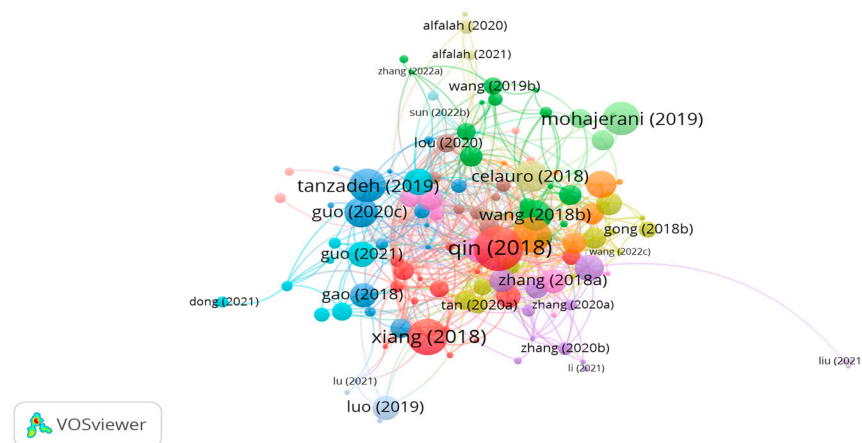 alfalah (2020)
alfalah (2021)
zhang (2022a)
wang (2019b)
sun (2022b)
mohajerani (2019)
lou (2020)
celauro (2018)
tanzadeh (2019)
guo (2020c)
wang (2018b)
gong (2018b)
qin (2018)
wang (2022c)
guo (2021)
zhang (2018a)
gao (2018)
dong (2021)
tan (2020a)
zhang (2020a)
xiang (2018)
zhang (2020b)
liu (2021
li (2021)
lu (2021)
luo (2019)
VOSviewer